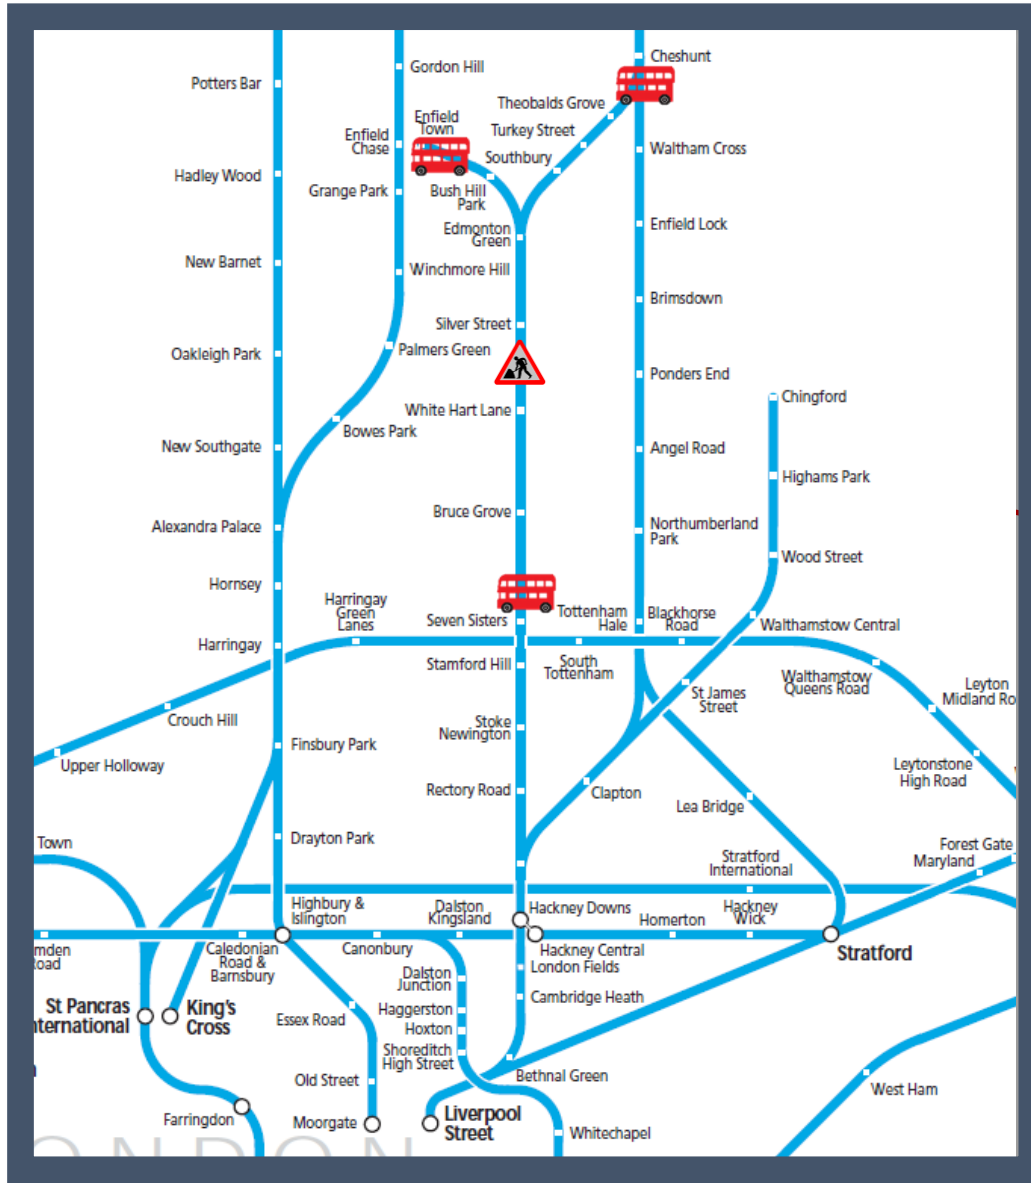 Cheshunt
Gordon Hill
Potters Bar
Theobalds Grove
Enfield
Town
Turkey Street
Enfield
Chase
Southbury
Waltham Cross
Hadley Wood
Grange Park
Bush Hill
Park
Enfield Lock
Edmonton
Green
New Barnet
Winchmore Hill
Brimsdown
Silver Street
Oakleigh Park
Palmers Green
Ponders End
Chingford
White Hart Lane
Bowes Park
New Southgate
Angel Road
Highams Park
Bruce Grove
Alexandra Palace
Northumberland
Park
Wood Street
Hornsey
Harringay
Green
Lanes
Seven Sisters
Tottenham
Hale
Blackhorse
Road
Walthamstow Central
Harringay
Stamford Hill
South
Tottenham
St James
Street
Walthamstow
Queens Road
Leyton
Midland Ro
Crouch Hill
Stoke
Newington
Finsbury Park
Upper Holloway
Leytonstone
High Road
Rectory Road
Clapton
Lea Bridge
Drayton Park
Town
Forest Gate
Maryland
Stratford
International
Highbury &
Islington
Dalston
Kingsland
Hackney Downs
Homerton
Hackney
Wick
mden
Road
Caledonian
Road &
Barnsbury
Canonbury
Hackney Central
Stratford
London Fields
Dalston
Junction
Cambridge Heath
St Pancras
nternational
King's
Cross
Essex Road
Haggerston
Hoxton
Shoreditch
High Street
Bethnal Green
Old Street
West Ham
Farringdon
Moorgate
Liverpool
Street
Whitechapel
ONDON